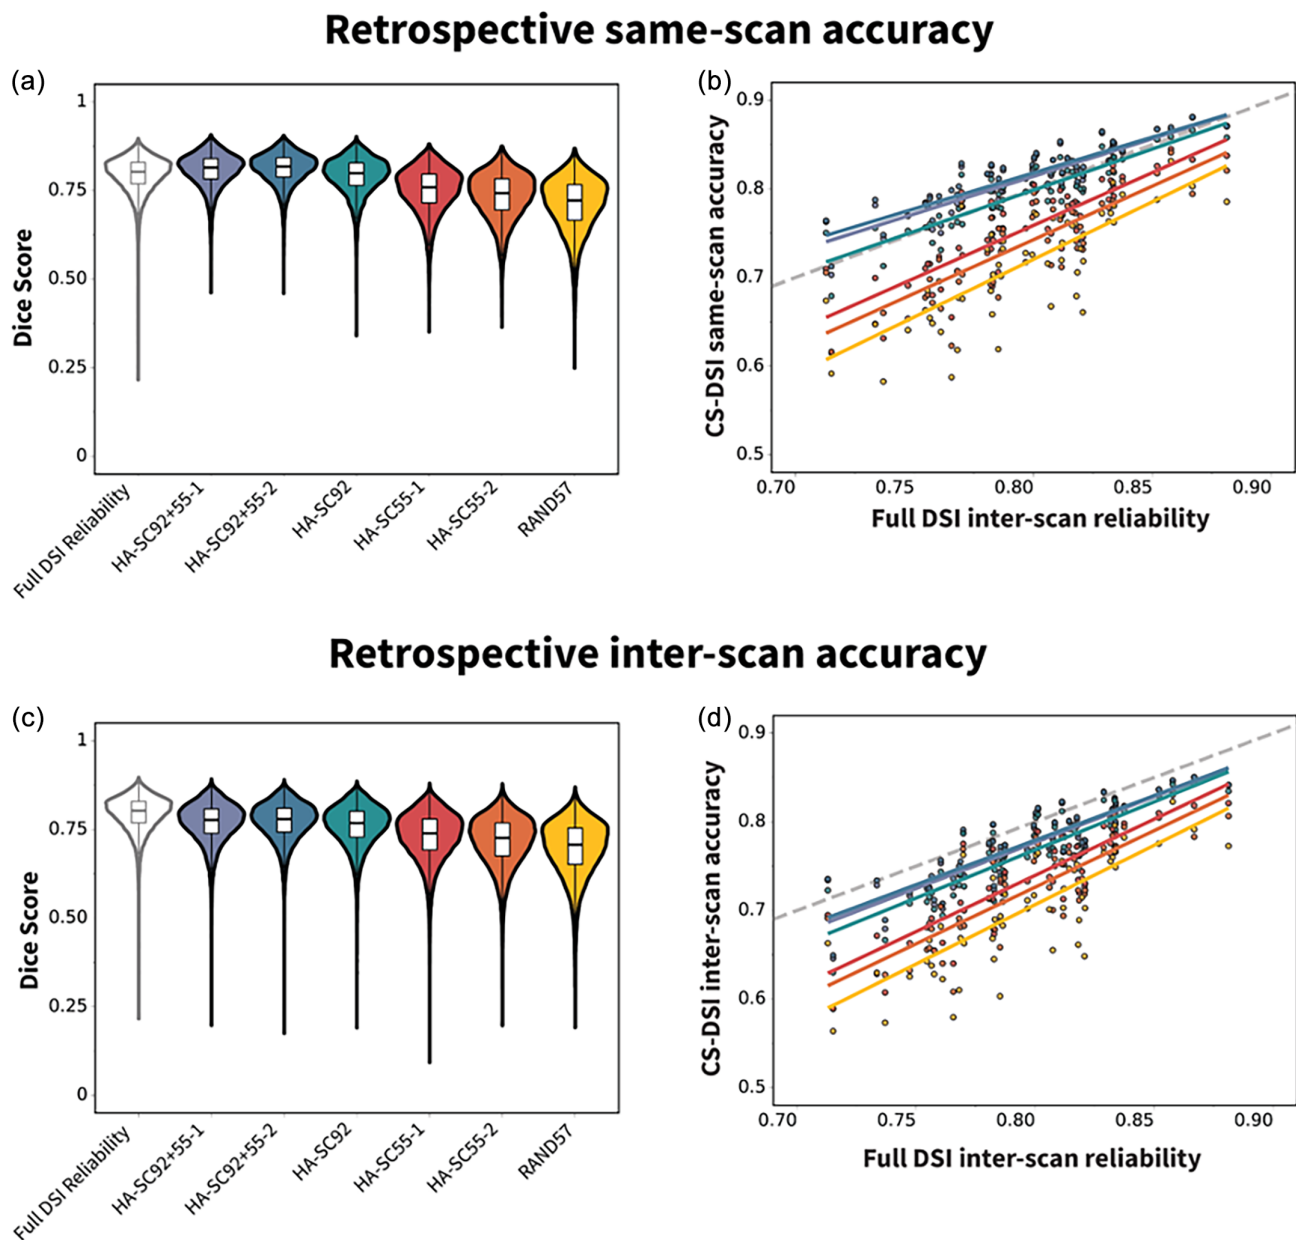 Retrospective same-scan accuracy
(a)
1
0.75
0.50
0.25
0
Dice Score
Full DSI Reliability
HA-SC92+55-1
HA-SC92+55-2
HA-SC92
HA-SC55-1
HA-SC55-2
RAND57
(b)
0.9
0.8
0.7
0.6
0.5
CS-DSI same-scan accuracy
0.70 0.75 0.80 0.85 0.90
Full DSI inter-scan reliability
Retrospective inter-scan accuracy
(c)
1
0.75
0.50
0.25
0
Dice Score
Full DSI Reliability
HA-SC92+55-1
HA-SC92+55-2
HA-SC92
HA-SC55-1
HA-SC55-2
RAND57
(d)
0.9
0.8
0.7
0.6
0.5
CS-DSI inter-scan accuracy
0.70 0.75 0.80 0.85 0.90
Full DSI inter-scan reliability